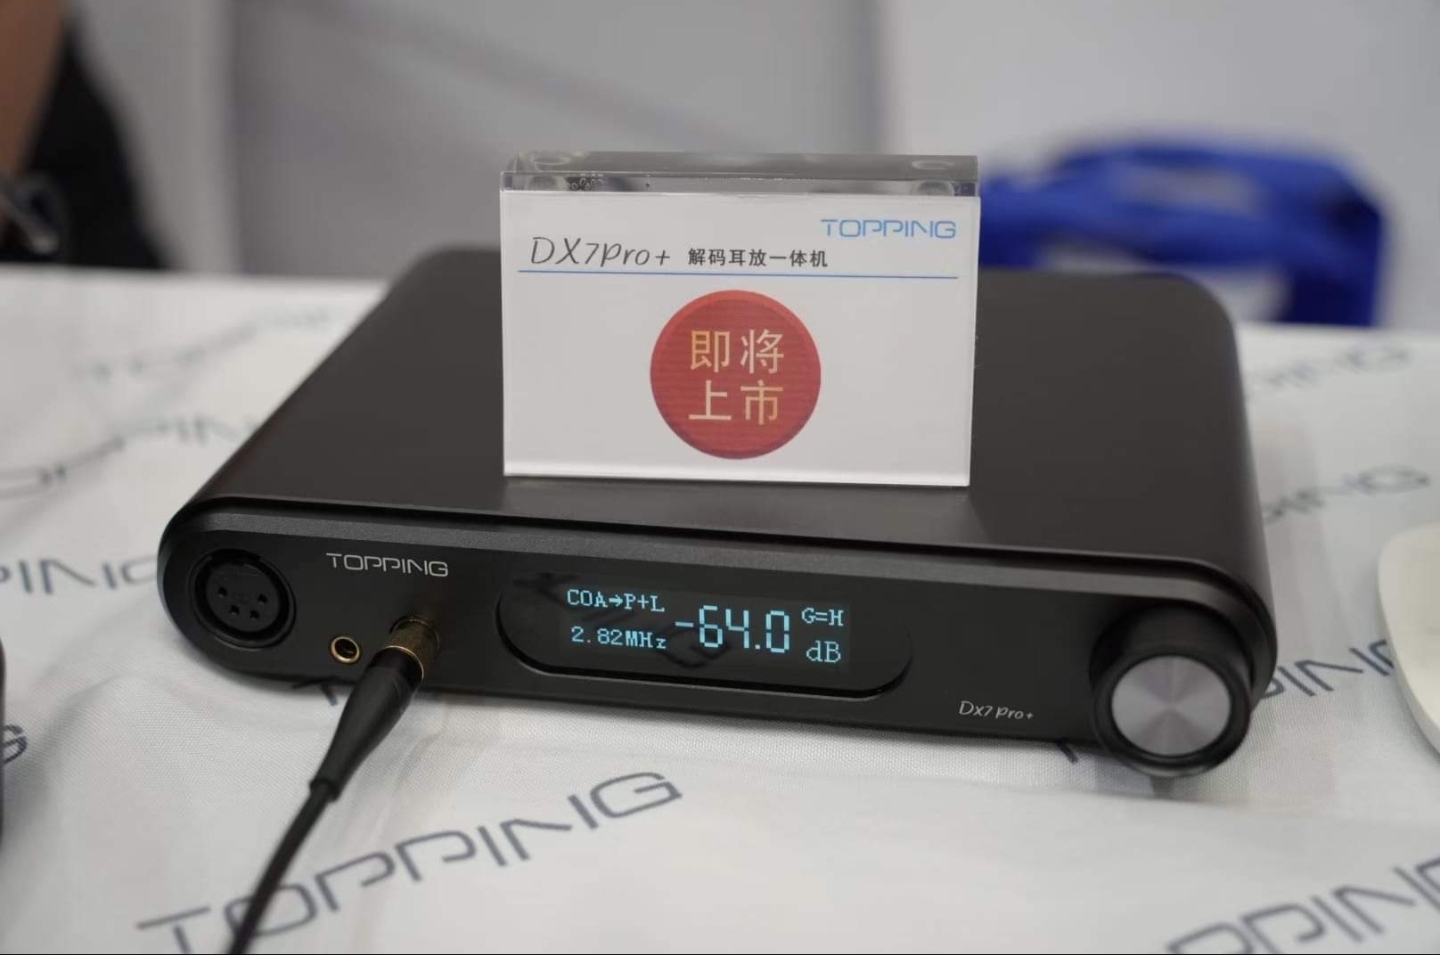 TOPPING
DX7Pro+ 解码耳放一体机
即将
上市
TOPPING
COA→P+L
-64.0
G=H
2.82MHz
dB
DX7 Pro+
TOPPING